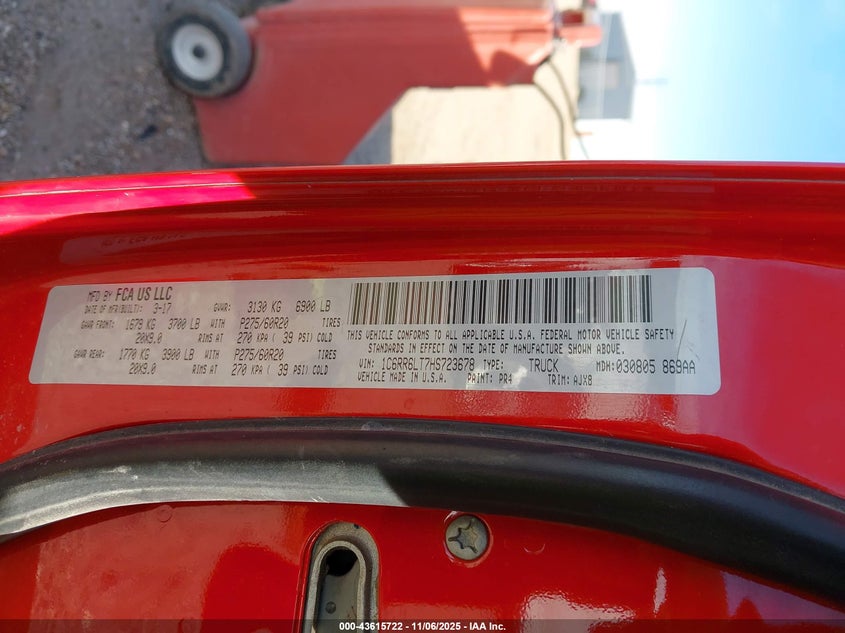 MFD BY FCA US LLC
DATE OF MFR(BUILT): 3-17 GVWR: 3130 KG 6900 LB
GAWR FRONT: 1679 KG 3700 LB WITH P275/60R20 TIRES
20X9.0 RIMS AT 270 KPA ( 39 PSI) COLD
GAWR REAR: 1770 KG 3900 LB WITH P275/60R20 TIRES
20X9.0 RIMS AT 270 KPA ( 39 PSI) COLD
THIS VEHICLE CONFORMS TO ALL APPLICABLE U.S.A. FEDERAL MOTOR VEHICLE SAFETY
STANDARDS IN EFFECT ON THE DATE OF MANUFACTURE SHOWN ABOVE.
VIN: 1C6RR6LT7HS723678 TYPE: TRUCK MDH: 030805 869AA
VEHICLE MADE IN U.S.A. PAINT: PR4 TRIM: AJX8
000-43615722 - 11/06/2025 - IAA Inc.